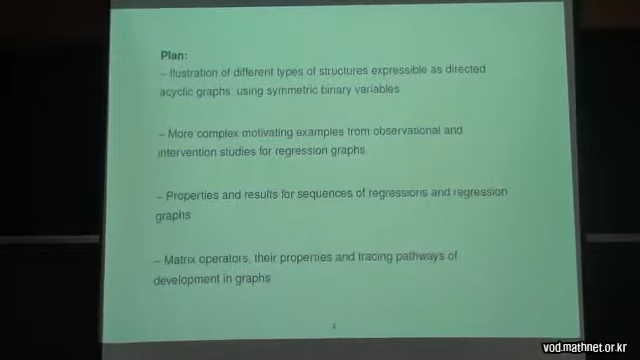 Plan:
– Ilustration of different types of structures expressible as directed
acyclic graphs, using symmetric binary variables
– More complex motivating examples from observational and
intervention studies for regression graphs
– Properties and results for sequences of regressions and regression
graphs
– Matrix operators, their properties and tracing pathways of
development in graphs
2
vod.mathnet.or.kr